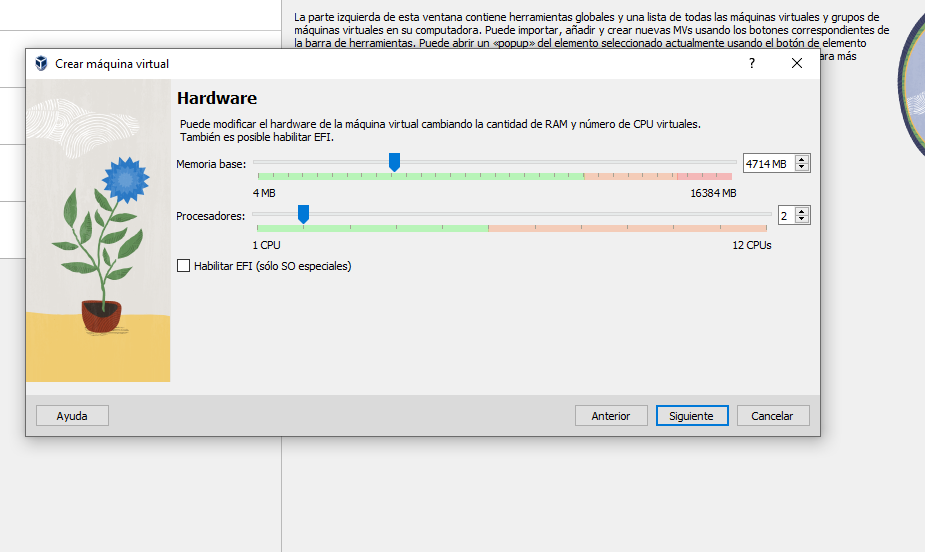 La parte izquierda de esta ventana contiene herramientas globales y una lista de todas las máquinas virtuales y grupos de
máquinas virtuales en su computadora. Puede importar, añadir y crear nuevas MVs usando los botones correspondientes de
la barra de herramientas. Puede abrir un «popup» del elemento seleccionado actualmente usando el botón de elemento
ara más
Crear máquina virtual
?
Hardware
Puede modificar el hardware de la máquina virtual cambiando la cantidad de RAM y número de CPU virtuales.
También es posible habilitar EFI.
Memoria base:
4714 MB
4 MB
16384 MB
Procesadores:
2
1 CPU
12 CPUs
Habilitar EFI (sólo SO especiales)
Ayuda
Anterior
Siguiente
Cancelar